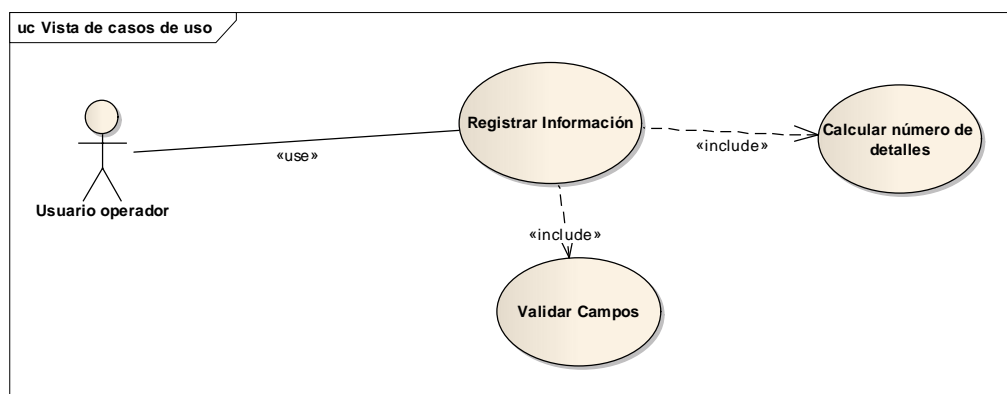 uc Vista de casos de uso
Registrar Información
Calcular número de
detalles
«include»
«use»
Usuario operador
«include»
Validar Campos